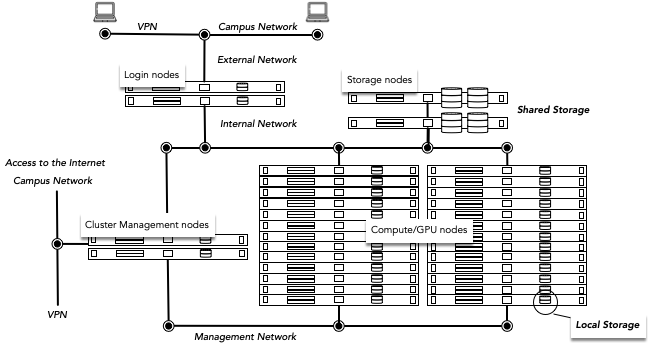 VPN
Campus Network
External Network
Login nodes
Storage nodes
Shared Storage
Internal Network
Access to the Internet
Campus Network
Cluster Management nodes
Compute/GPU nodes
VPN
Management Network
Local Storage